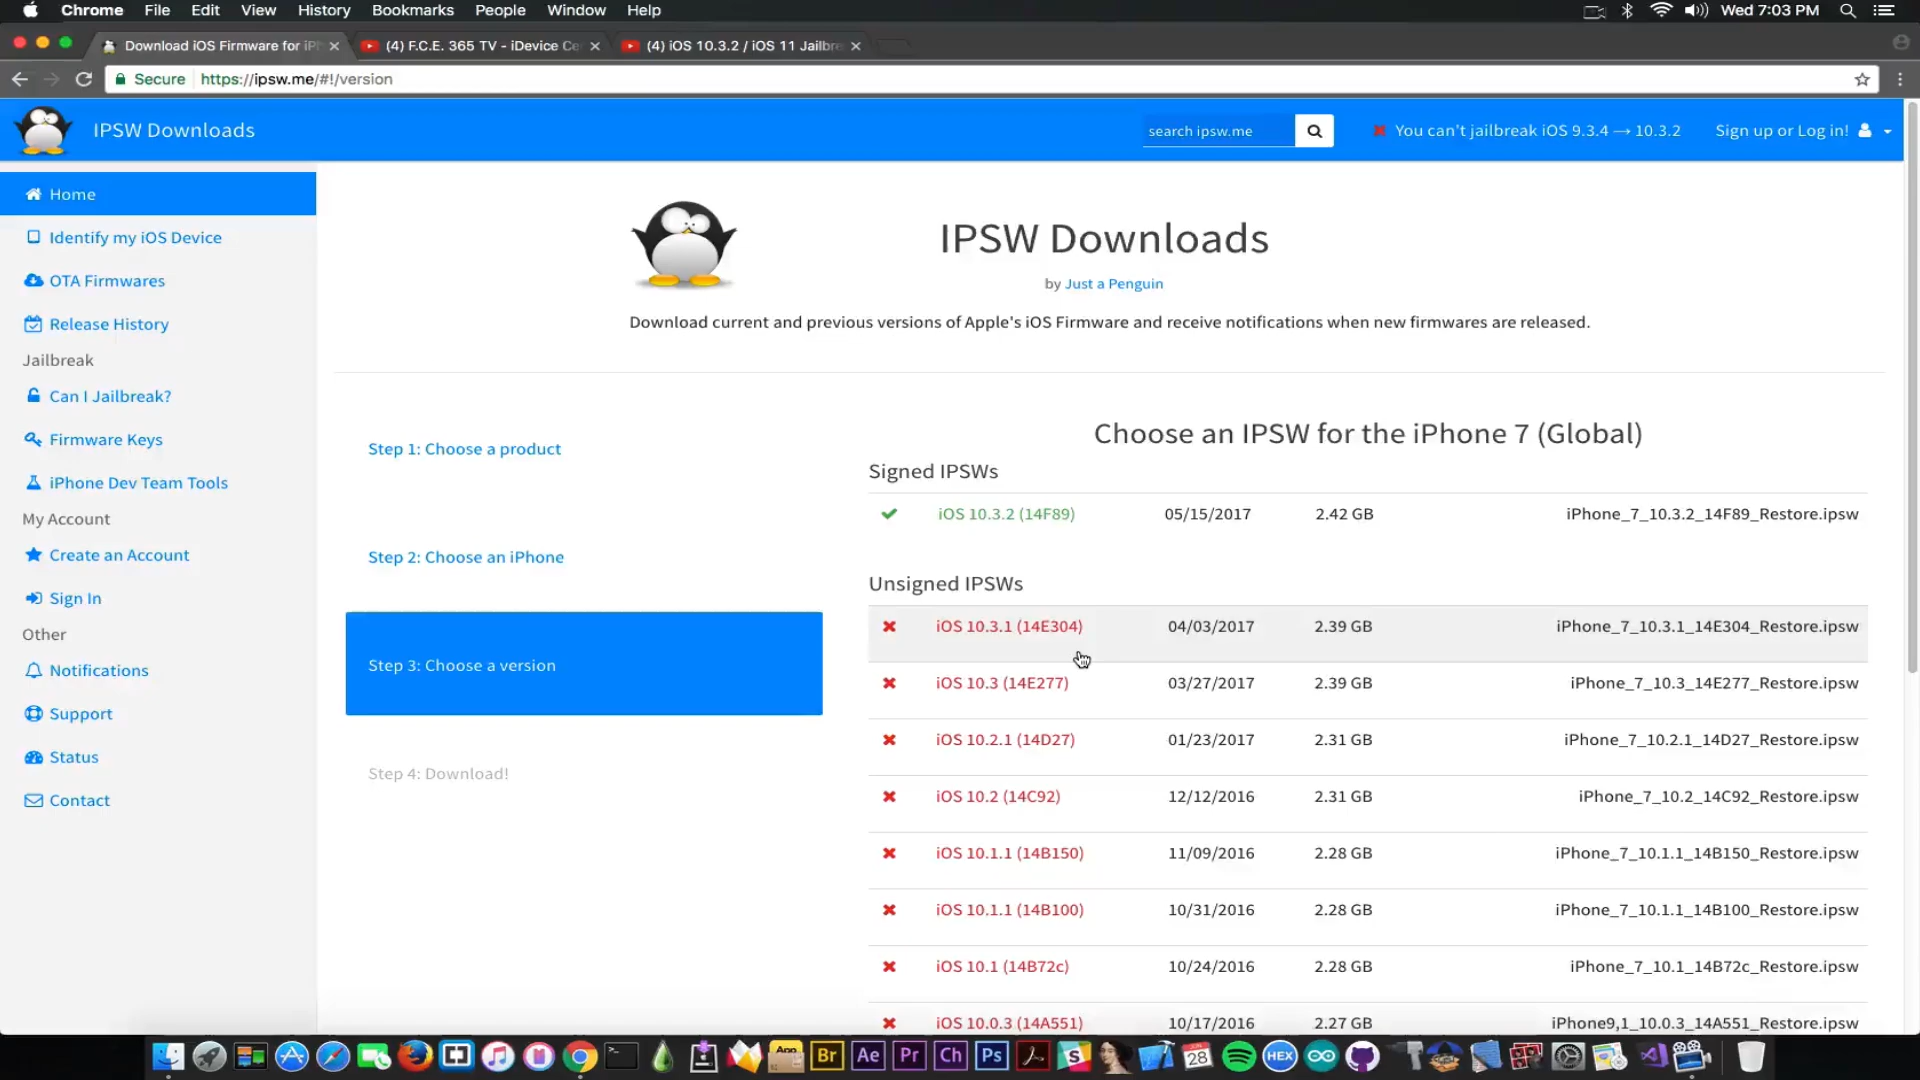 Chrome File Edit View History Bookmarks People Window Help Wed 7:03 PM
Download iOS Firmware for iP (4) F.C.E. 365 TV - iDevice Ce (4) iOS 10.3.2 / iOS 11 Jailbr
Secure https://ipsw.me/#!/version
IPSW Downloads search ipsw.me You can't jailbreak iOS 9.3.4 → 10.3.2 Sign up or Log in!
Home
Identify my iOS Device
OTA Firmwares
Release History
Jailbreak
Can I Jailbreak?
Firmware Keys
iPhone Dev Team Tools
My Account
Create an Account
Sign In
Other
Notifications
Support
Status
Contact
IPSW Downloads
by Just a Penguin
Download current and previous versions of Apple's iOS Firmware and receive notifications when new firmwares are released.
Step 1: Choose a product
Step 2: Choose an iPhone
Step 3: Choose a version
Step 4: Download!
Choose an IPSW for the iPhone 7 (Global)
Signed IPSWs
iOS 10.3.2 (14F89) 05/15/2017 2.42 GB iPhone_7_10.3.2_14F89_Restore.ipsw
Unsigned IPSWs
iOS 10.3.1 (14E304) 04/03/2017 2.39 GB iPhone_7_10.3.1_14E304_Restore.ipsw
iOS 10.3 (14E277) 03/27/2017 2.39 GB iPhone_7_10.3_14E277_Restore.ipsw
iOS 10.2.1 (14D27) 01/23/2017 2.31 GB iPhone_7_10.2.1_14D27_Restore.ipsw
iOS 10.2 (14C92) 12/12/2016 2.31 GB iPhone_7_10.2_14C92_Restore.ipsw
iOS 10.1.1 (14B150) 11/09/2016 2.28 GB iPhone_7_10.1.1_14B150_Restore.ipsw
iOS 10.1.1 (14B100) 10/31/2016 2.28 GB iPhone_7_10.1.1_14B100_Restore.ipsw
iOS 10.1 (14B72c) 10/24/2016 2.28 GB iPhone_7_10.1_14B72c_Restore.ipsw
iOS 10.0.3 (14A551) 10/17/2016 2.27 GB iPhone9,1_10.0.3_14A551_Restore.ipsw
App Br Ae Pr Ch Ps 28 HEX